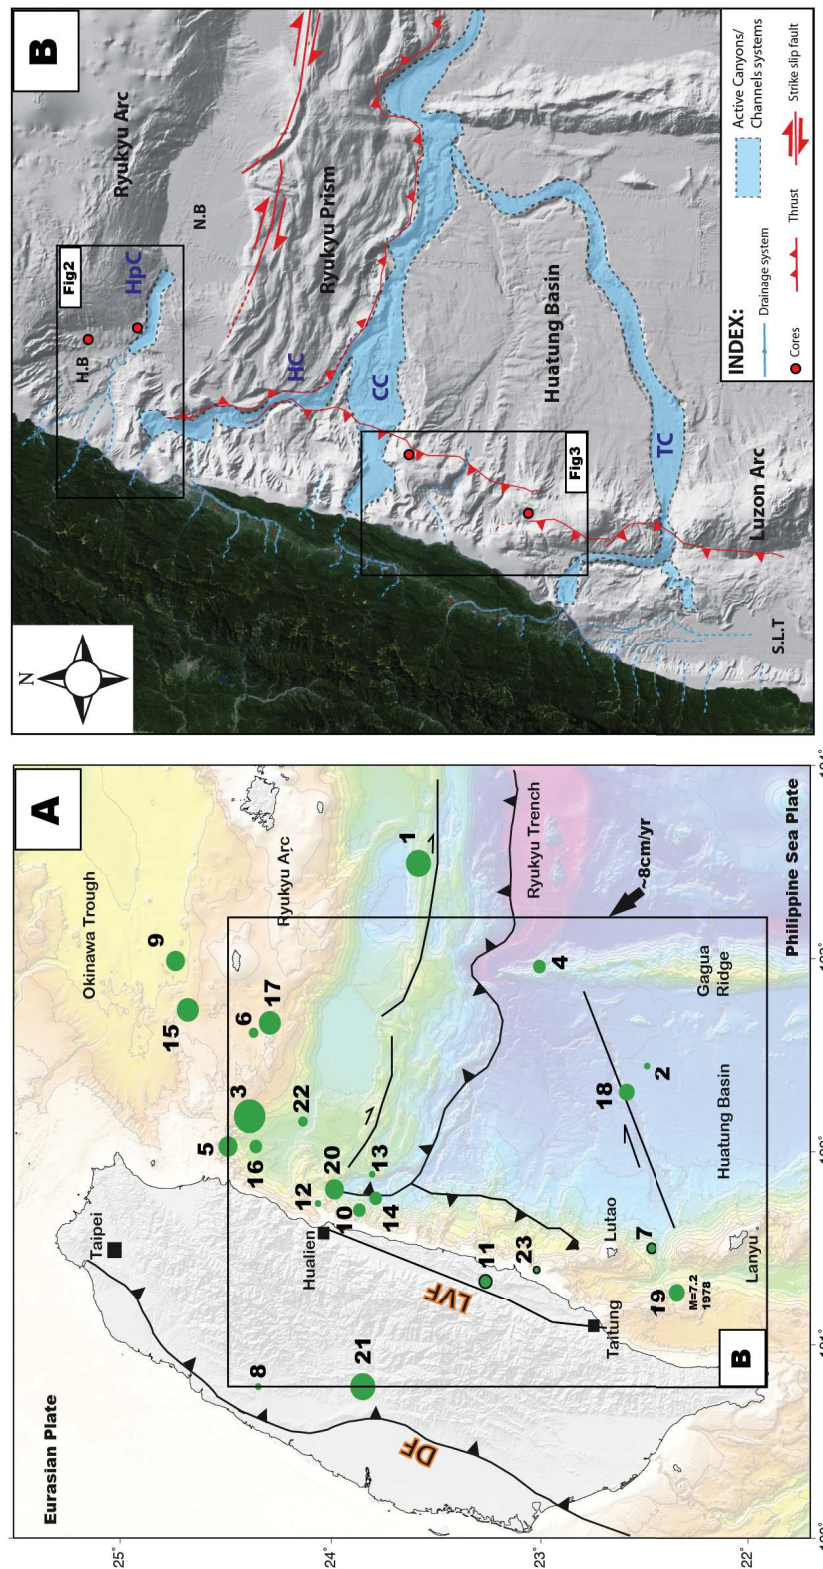 A
Eurasian Plate
Okinawa Trough
Taipei
Ryukyu Arc
15
9
5
3
6
17
16
22
8
12
20
Hualien
10
13
14
1
21
DF
LVF
11
23
Ryukyu Trench
4
Taitung
Lutao
18
2
~8cm/yr
7
19
M=7.2
1978
Lanyu
Huatung Basin
Gagua
Ridge
B
Philippine Sea Plate
25°
24°
23°
22°
B
N
Ryukyu Arc
Fig2
H.B
HpC
N.B
HC
Ryukyu Prism
CC
Fig3
Huatung Basin
TC
S.L.T
Luzon Arc
INDEX:
Drainage system
Active Canyons/
Channels systems
Cores
Thrust
Strike slip fault